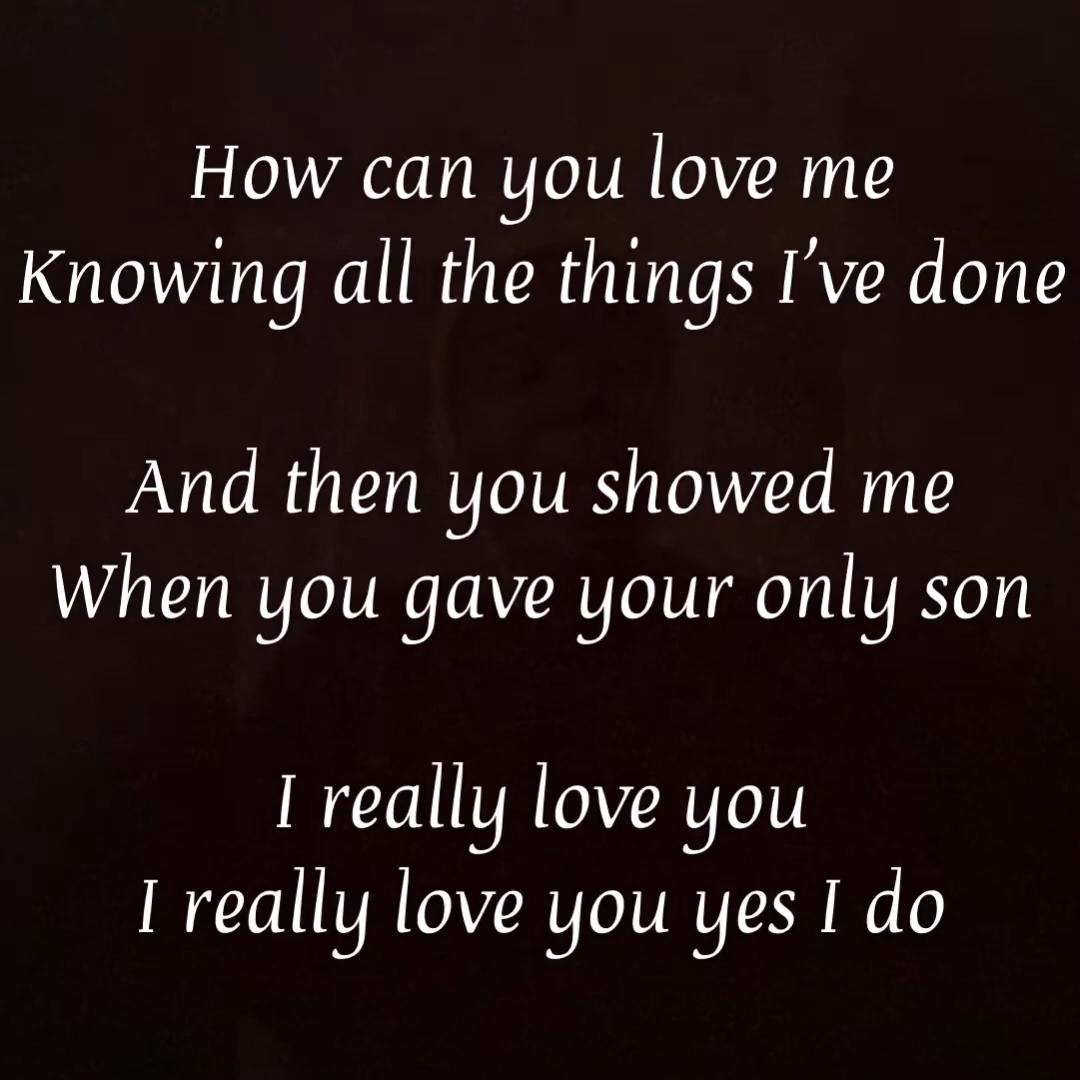 How can you love me
Knowing all the things I’ve done
And then you showed me
When you gave your only son
I really love you
I really love you yes I do